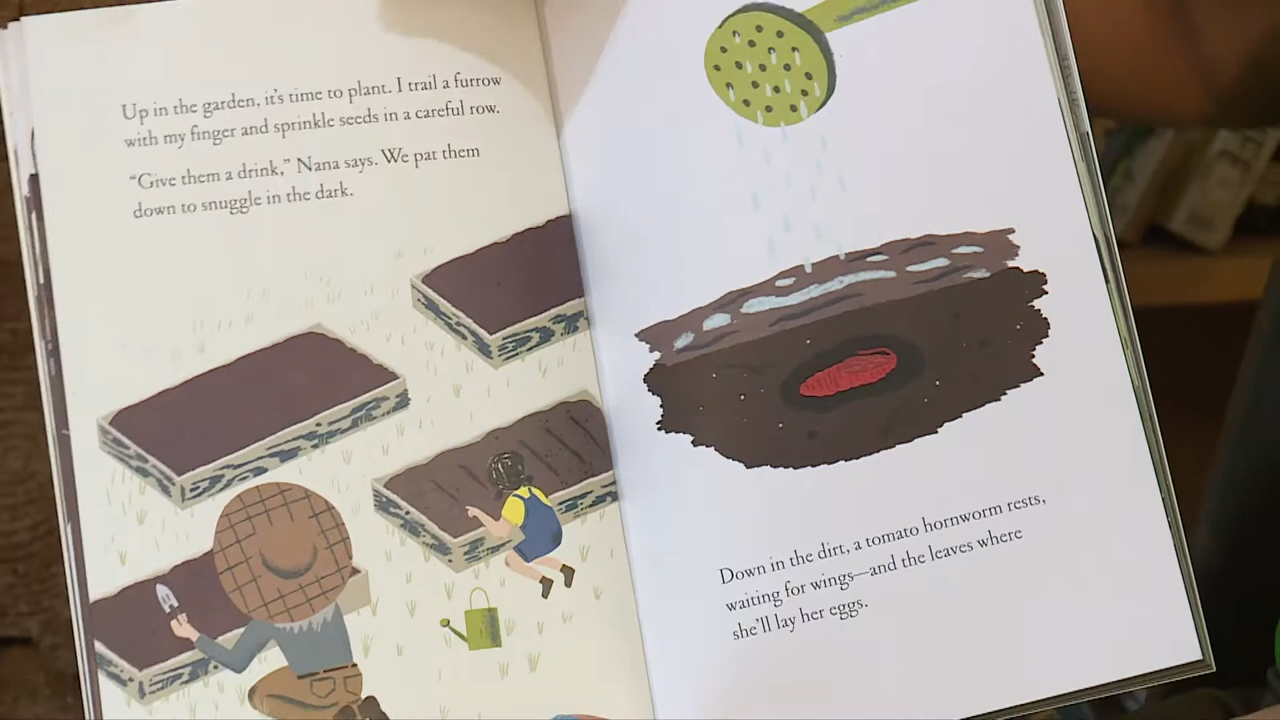 Up in the garden, it's time to plant. I trail a furrow
with my finger and sprinkle seeds in a careful row.
“Give them a drink,” Nana says. We pat them
down to snuggle in the dark.
Down in the dirt, a tomato hornworm rests,
waiting for wings—and the leaves where
she'll lay her eggs.